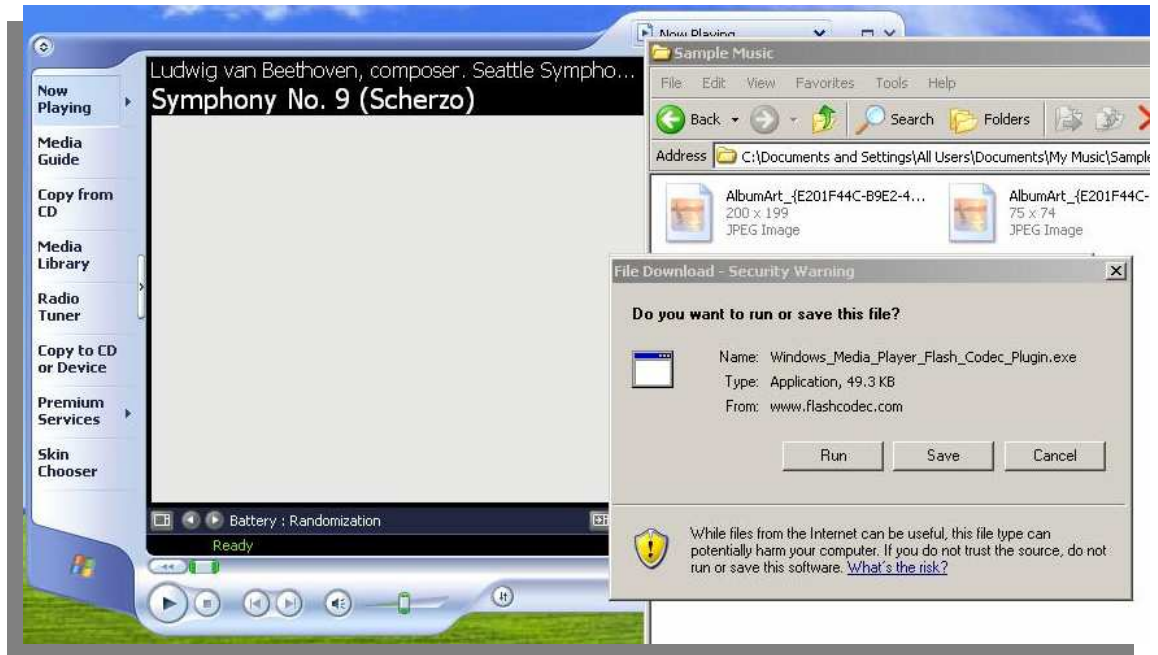 Now Playing
Ludwig van Beethoven, composer. Seattle Sympho...
Symphony No. 9 (Scherzo)
Now
Playing
Media
Guide
Copy from
CD
Media
Library
Radio
Tuner
Copy to CD
or Device
Premium
Services
Skin
Chooser
Battery : Randomization
Ready
Sample Music
File Edit View Favorites Tools Help
Back Search Folders
Address C:\Documents and Settings\All Users\Documents\My Music\Sample
AlbumArt_{E201F44C-B9E2-4...
200 x 199
JPEG Image
AlbumArt_{E201F44C-
75 x 74
JPEG Image
File Download - Security Warning
Do you want to run or save this file?
Name: Windows_Media_Player_Flash_Codec_Plugin.exe
Type: Application, 49.3 KB
From: www.flashcodec.com
Run Save Cancel
While files from the Internet can be useful, this file type can
potentially harm your computer. If you do not trust the source, do not
run or save this software. What's the risk?